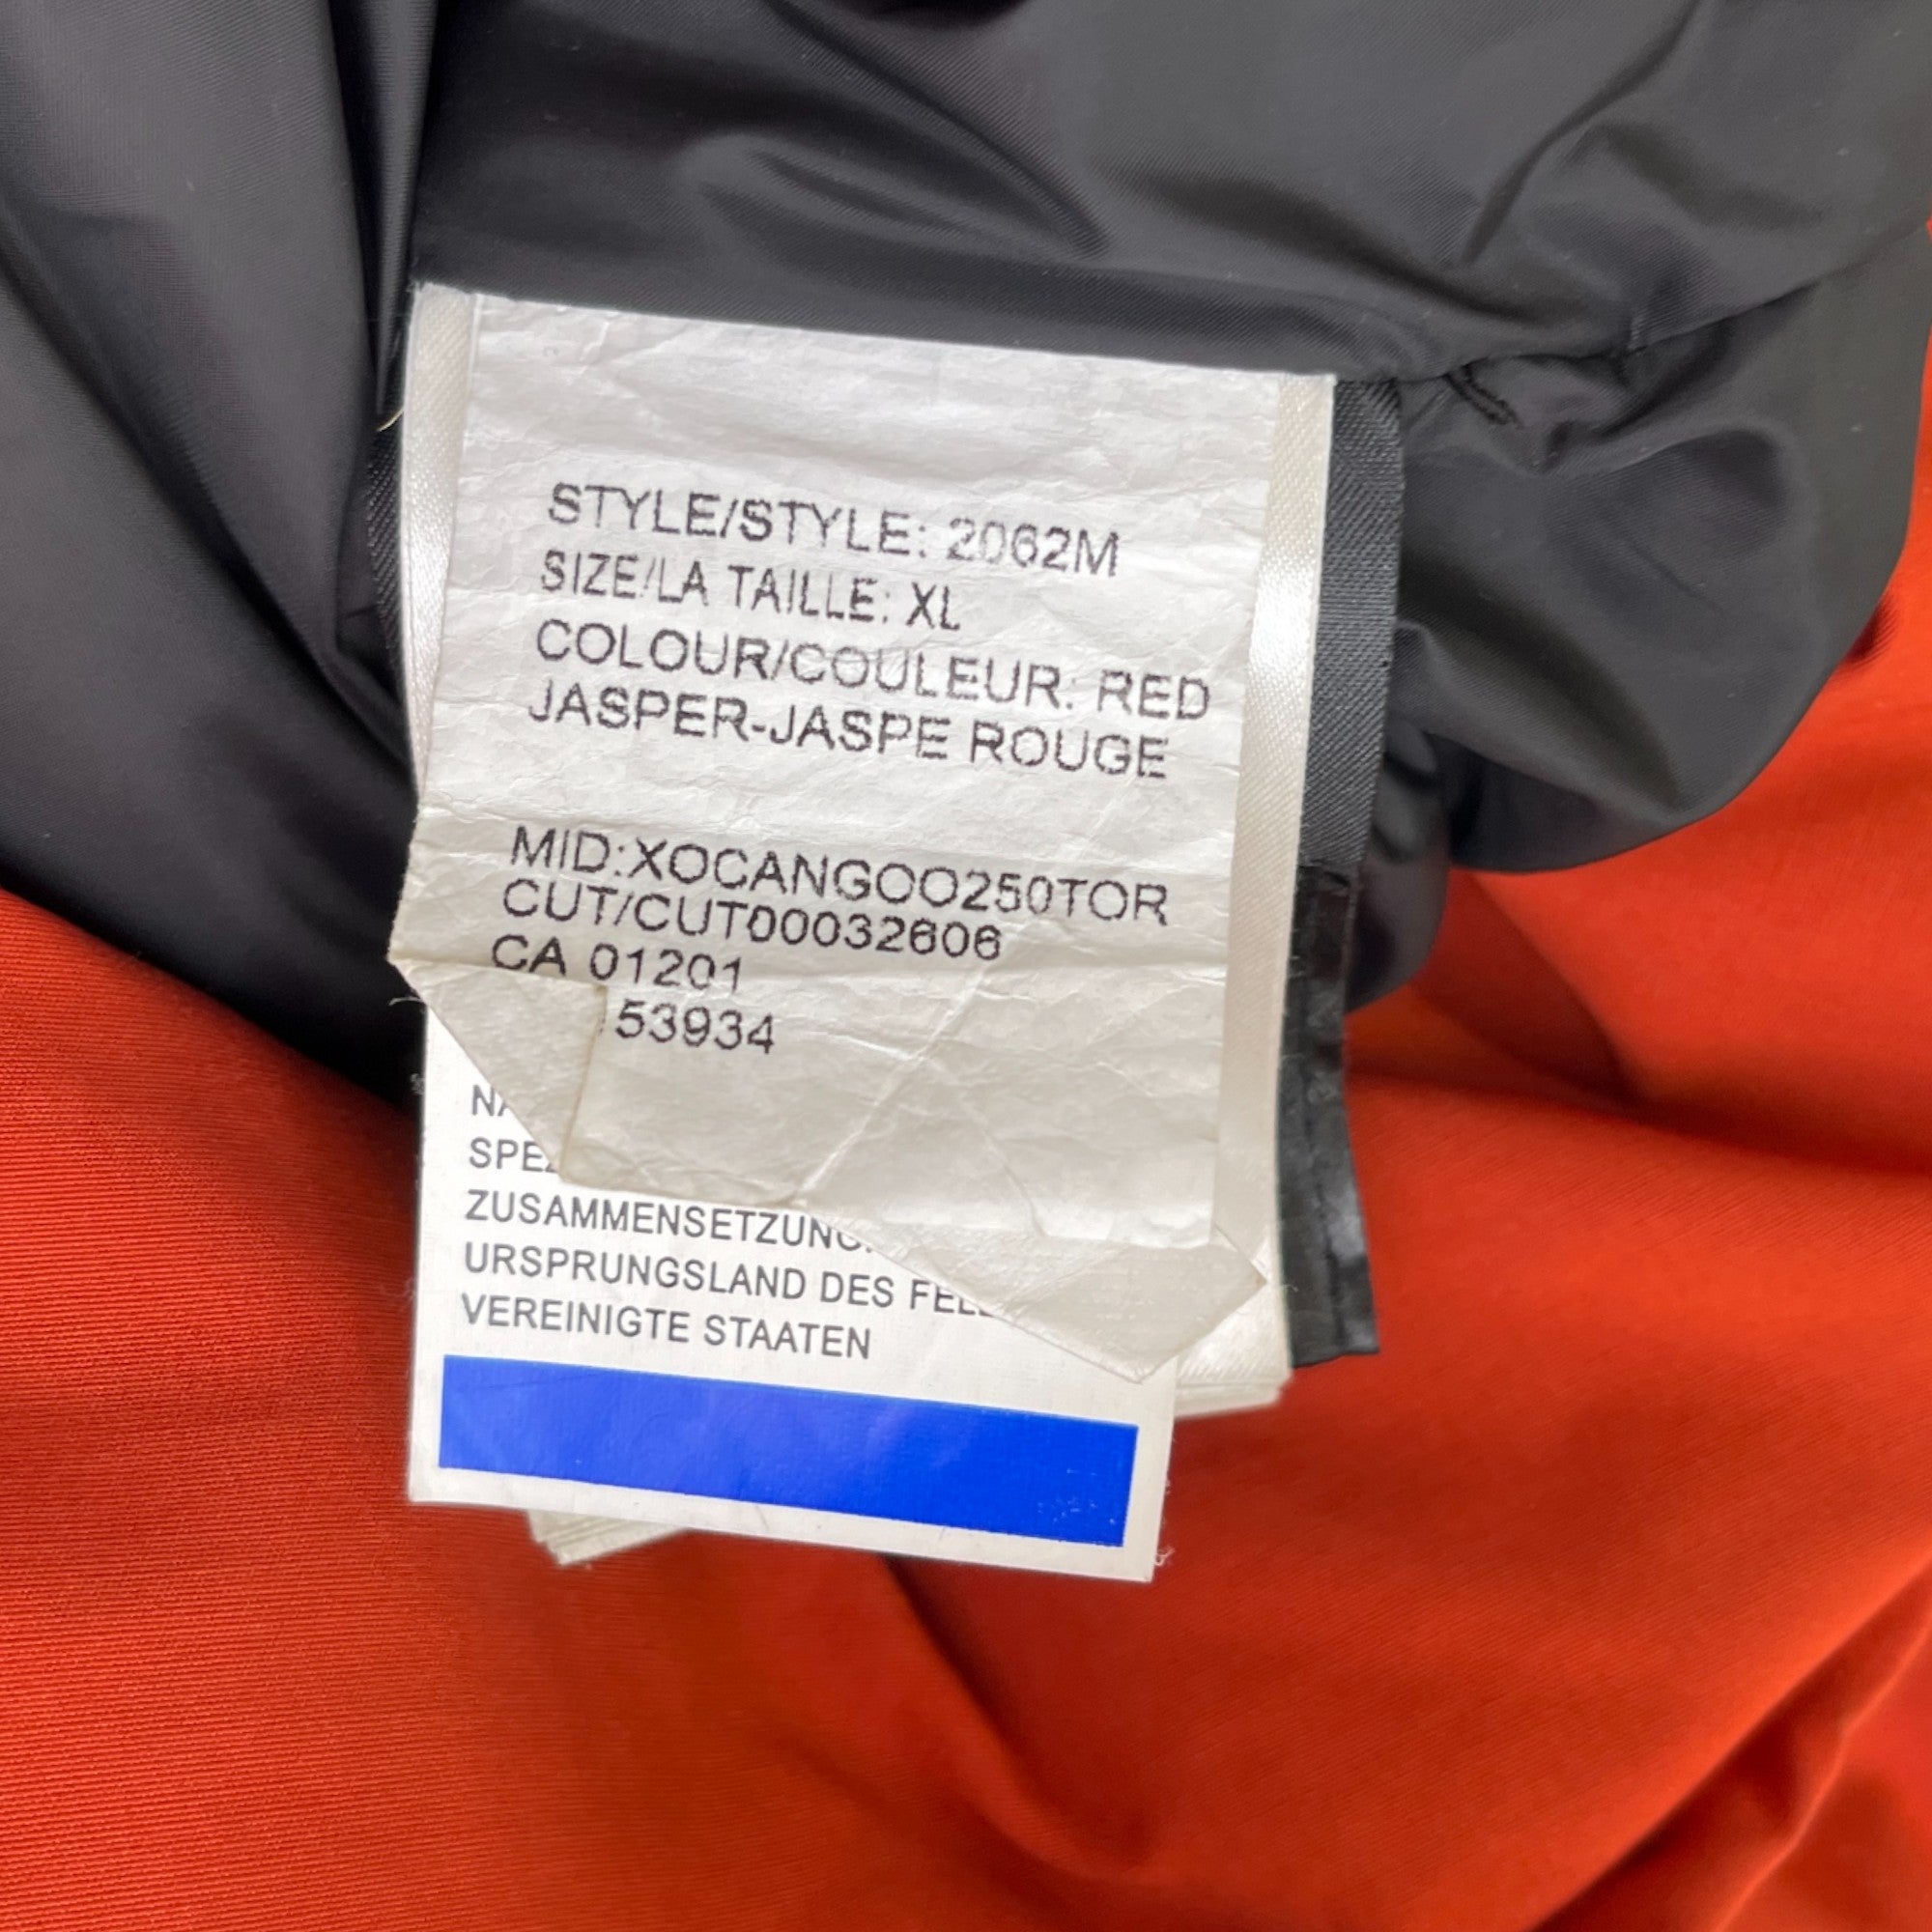 STYLE/STYLE: 2062M
SIZE/LA TAILLE: XL
COLOUR/COULEUR: RED
JASPER-JASPE ROUGE
MID:XOCANGOO250TOR
CUT/CUT00032606
CA 01201
53934
ZUSAMMENSETZUNG:
URSPRUNGSLAND DES
VEREINIGTE STAATEN